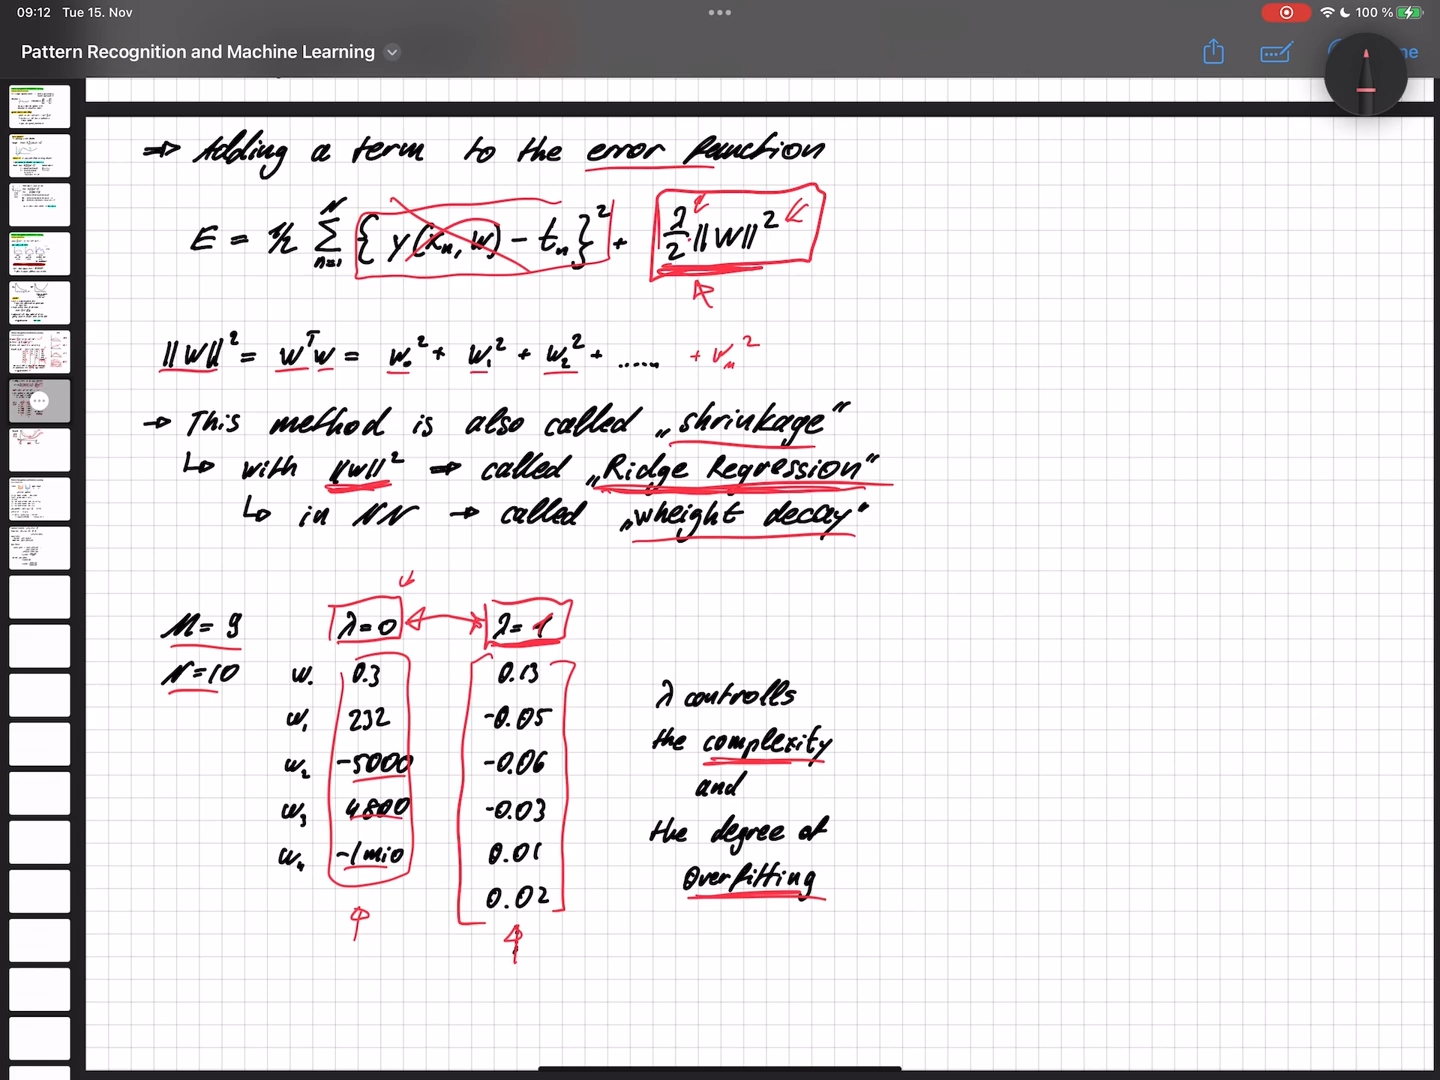 09:12 Tue 15. Nov
100 %
Pattern Recognition and Machine Learning
⇒ Adding a term to the error function
E = 1/2 Σ_{n=1}^{N} { y(x_n, w) − t_n }² + λ/2 ||w||²
||w||² = wᵀw = w₀² + w₁² + w₂² + ..... + w_m²
→ This method is also called „shrinkage"
↳ with ||w||² ⇒ called „Ridge Regression"
↳ in NN → called „wheight decay"
M = 9 λ=0 λ=1
N=10 w₀ 0.3 0.13
w₁ 232 -0.05
w₂ -5000 -0.06
w₃ 4800 -0.03
w₄ -1mio 0.01
0.02
λ controlls
the complexity
and
the degree of
Overfitting